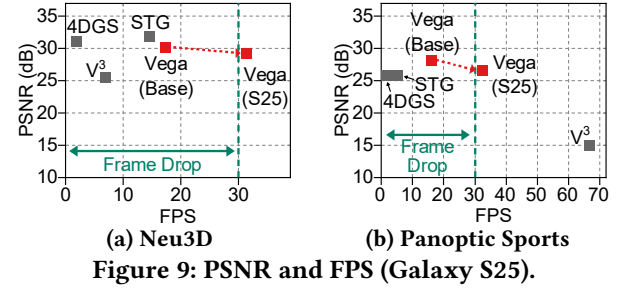 35
30
25
20
15
10
PSNR (dB)
4DGS
STG
V³
Vega
(Base)
Vega
(S25)
Frame Drop
0 10 20 30
FPS
(a) Neu3D
35
30
25
20
15
10
PSNR (dB)
Vega
(Base)
Vega
(S25)
STG
4DGS
V³
Frame
Drop
0 10 20 30 40 50 60 70
FPS
(b) Panoptic Sports
Figure 9: PSNR and FPS (Galaxy S25).